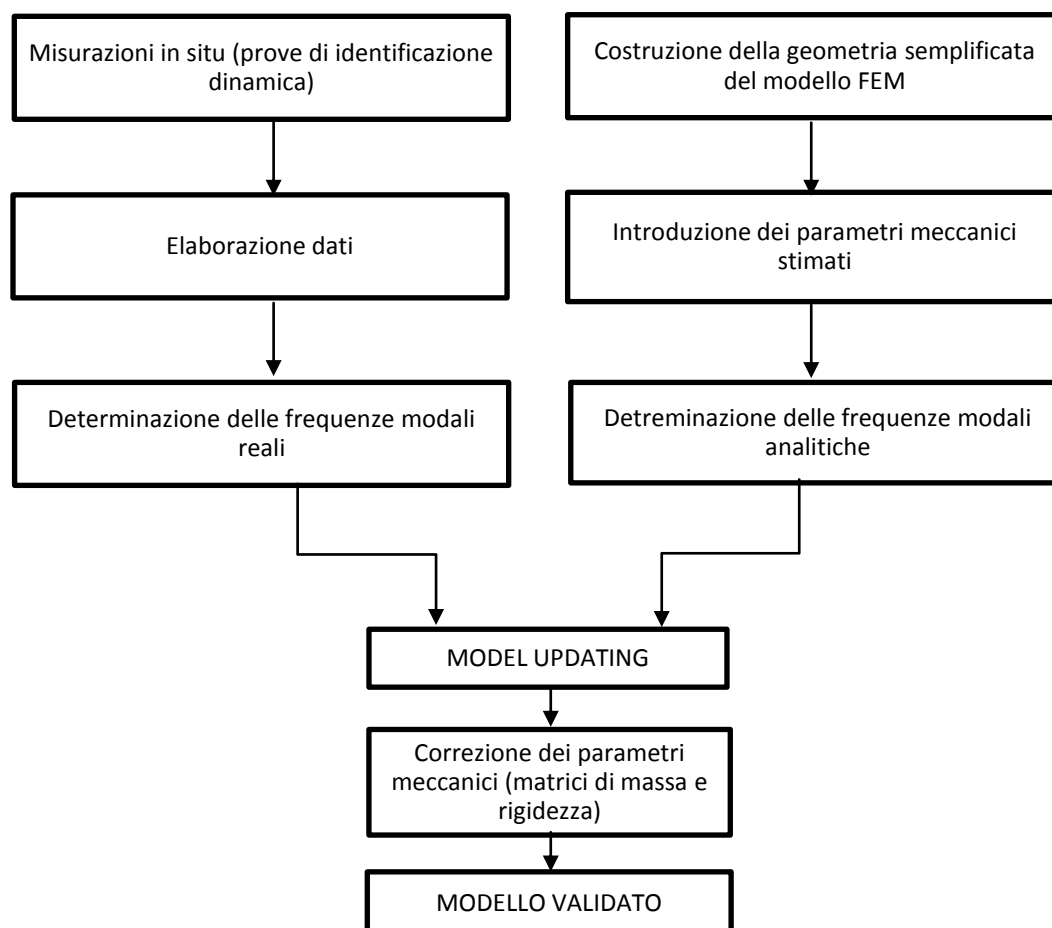 Misurazioni in situ (prove di identificazione
dinamica)
Costruzione della geometria semplificata
del modello FEM
Elaborazione dati
Introduzione dei parametri meccanici
stimati
Determinazione delle frequenze modali
reali
Detreminazione delle frequenze modali
analitiche
MODEL UPDATING
Correzione dei parametri
meccanici (matrici di massa e
rigidezza)
MODELLO VALIDATO